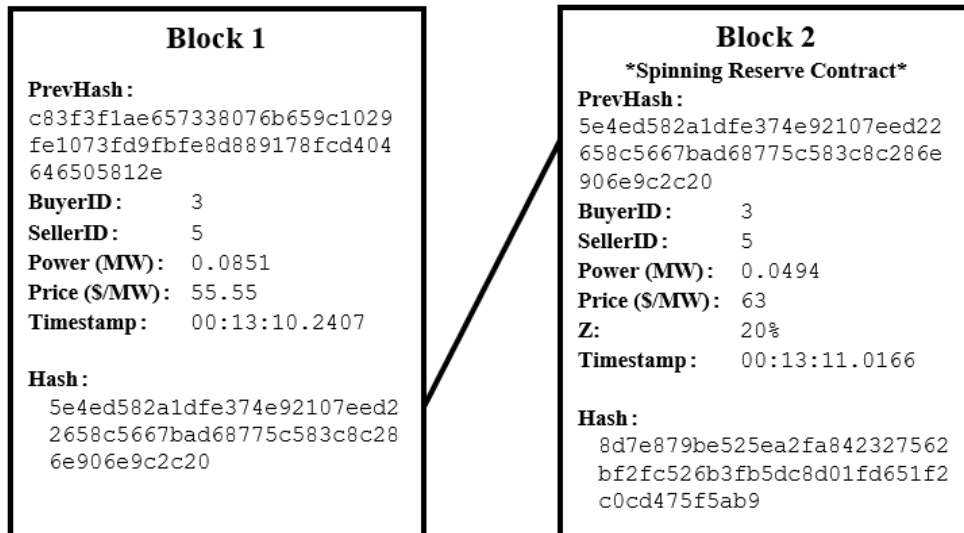 Block 1
PrevHash:
c83f3f1ae657338076b659c1029
fe1073fd9fbfe8d889178fcd404
646505812e
BuyerID: 3
SellerID: 5
Power (MW): 0.0851
Price ($/MW): 55.55
Timestamp: 00:13:10.2407
Hash:
5e4ed582a1dfe374e92107eed2
2658c5667bad68775c583c8c28
6e906e9c2c20
Block 2
*Spinning Reserve Contract*
PrevHash:
5e4ed582a1dfe374e92107eed22
658c5667bad68775c583c8c286e
906e9c2c20
BuyerID: 3
SellerID: 5
Power (MW): 0.0494
Price ($/MW): 63
Z: 20%
Timestamp: 00:13:11.0166
Hash:
8d7e879be525ea2fa842327562
bf2fc526b3fb5dc8d01fd651f2
c0cd475f5ab9